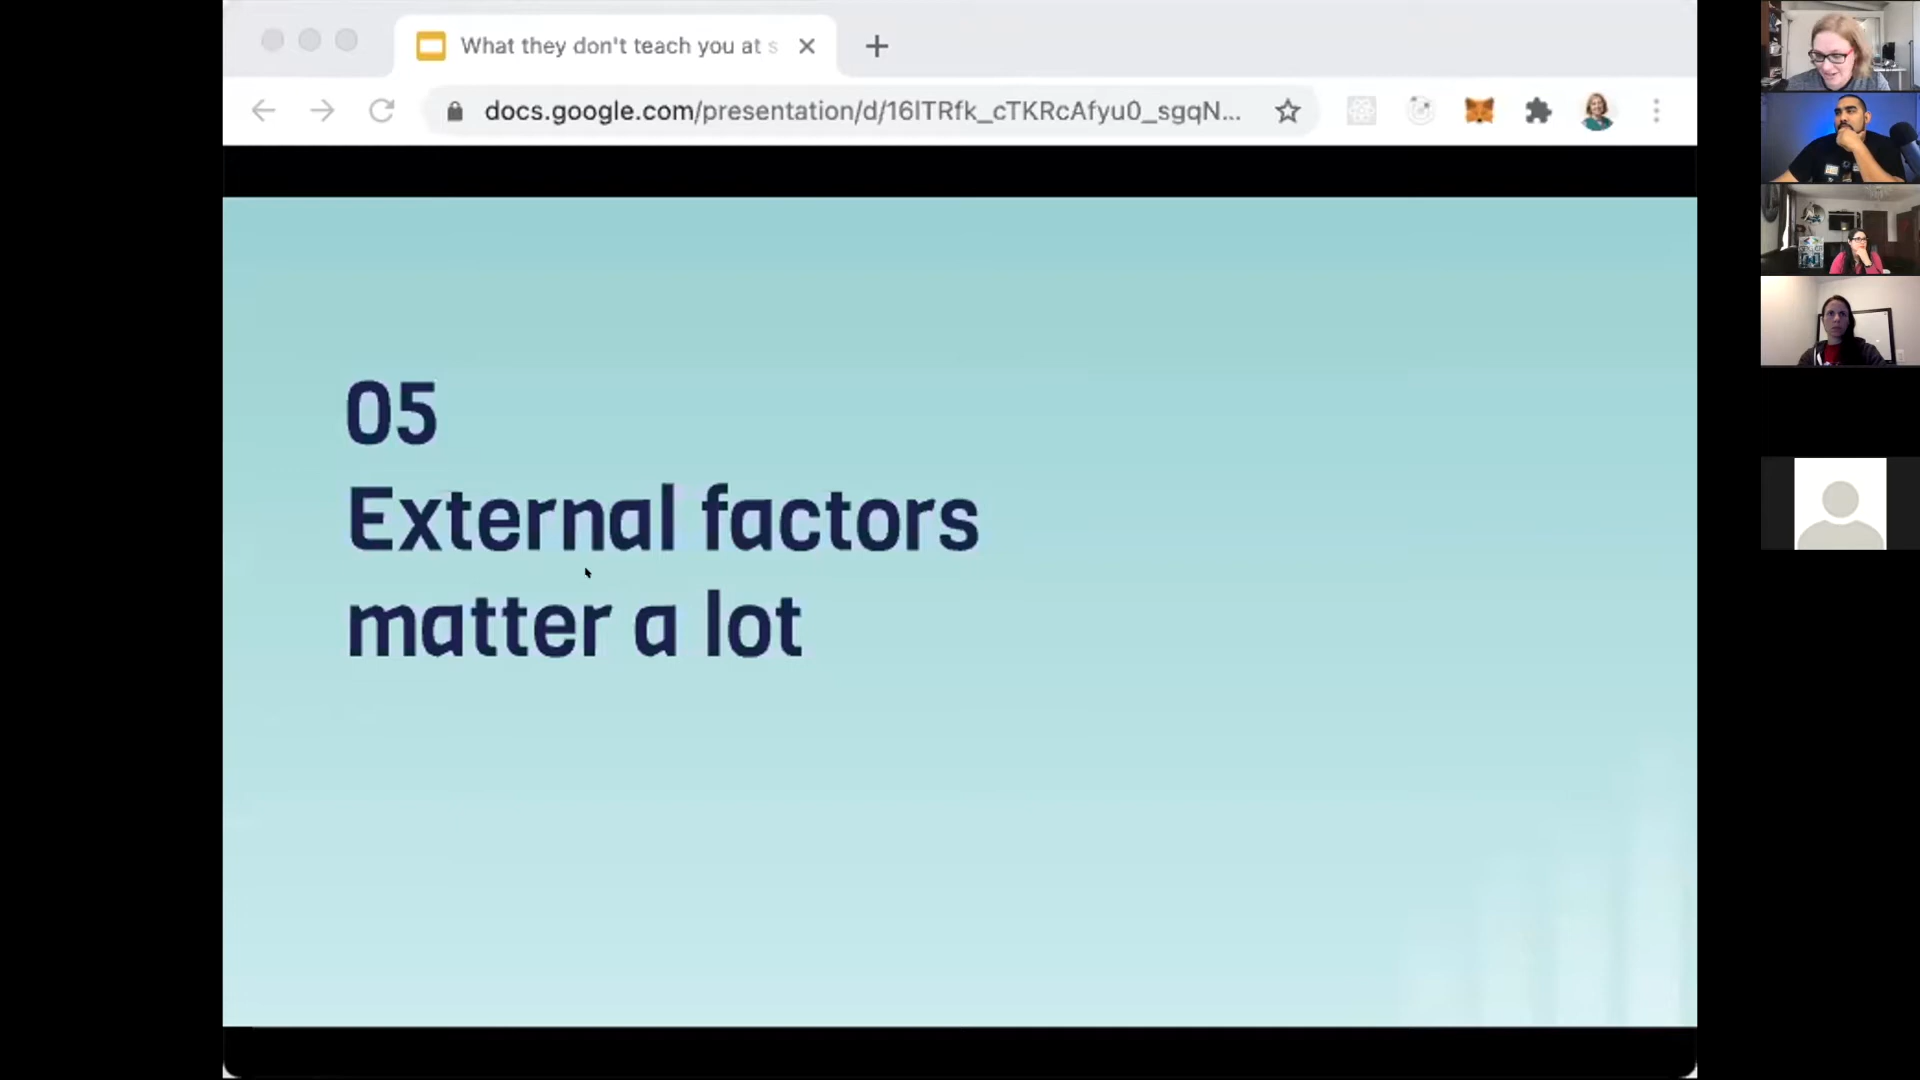 What they don't teach you at s
docs.google.com/presentation/d/16lTRfk_cTKRcAfyu0_sgqN...
05
External factors
matter a lot